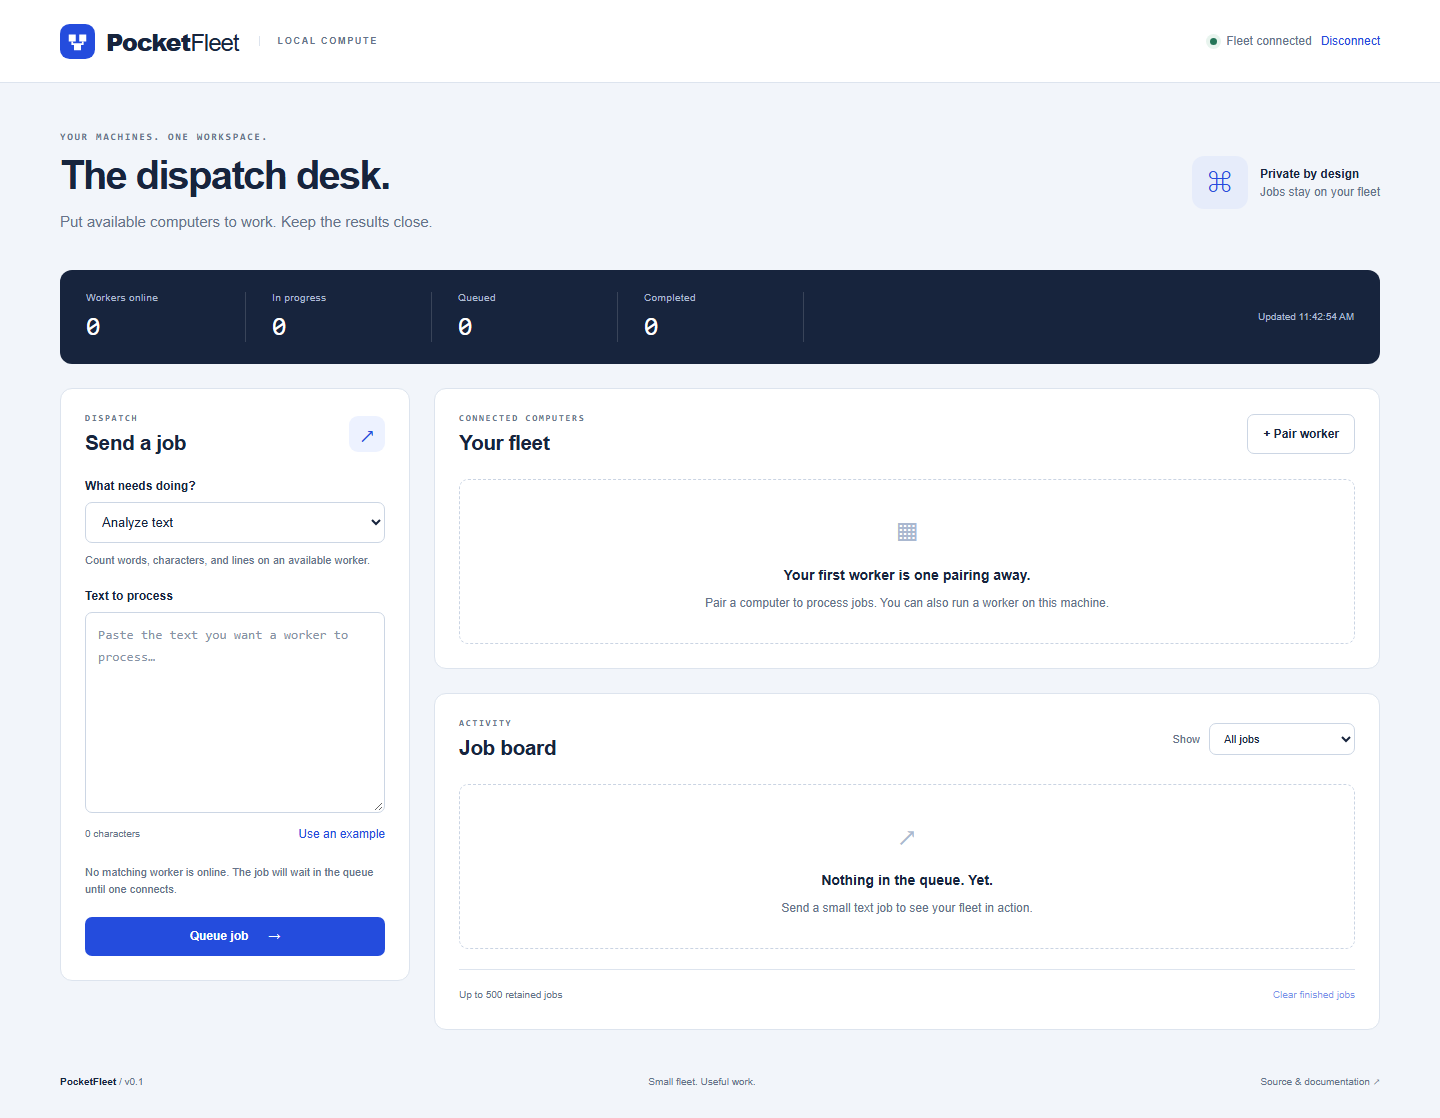 PocketFleet
LOCAL COMPUTE
Fleet connected Disconnect
YOUR MACHINES. ONE WORKSPACE.
The dispatch desk.
Put available computers to work. Keep the results close.
⌘
Private by design
Jobs stay on your fleet
Workers online
0
In progress
0
Queued
0
Completed
0
Updated 11:42:54 AM
DISPATCH
Send a job
↗
What needs doing?
Analyze text
Count words, characters, and lines on an available worker.
Text to process
Paste the text you want a worker to
process…
0 characters
Use an example
No matching worker is online. The job will wait in the queue
until one connects.
Queue job →
CONNECTED COMPUTERS
Your fleet
+ Pair worker
▦
Your first worker is one pairing away.
Pair a computer to process jobs. You can also run a worker on this machine.
ACTIVITY
Job board
Show All jobs
↗
Nothing in the queue. Yet.
Send a small text job to see your fleet in action.
Up to 500 retained jobs
Clear finished jobs
PocketFleet / v0.1
Small fleet. Useful work.
Source & documentation ↗